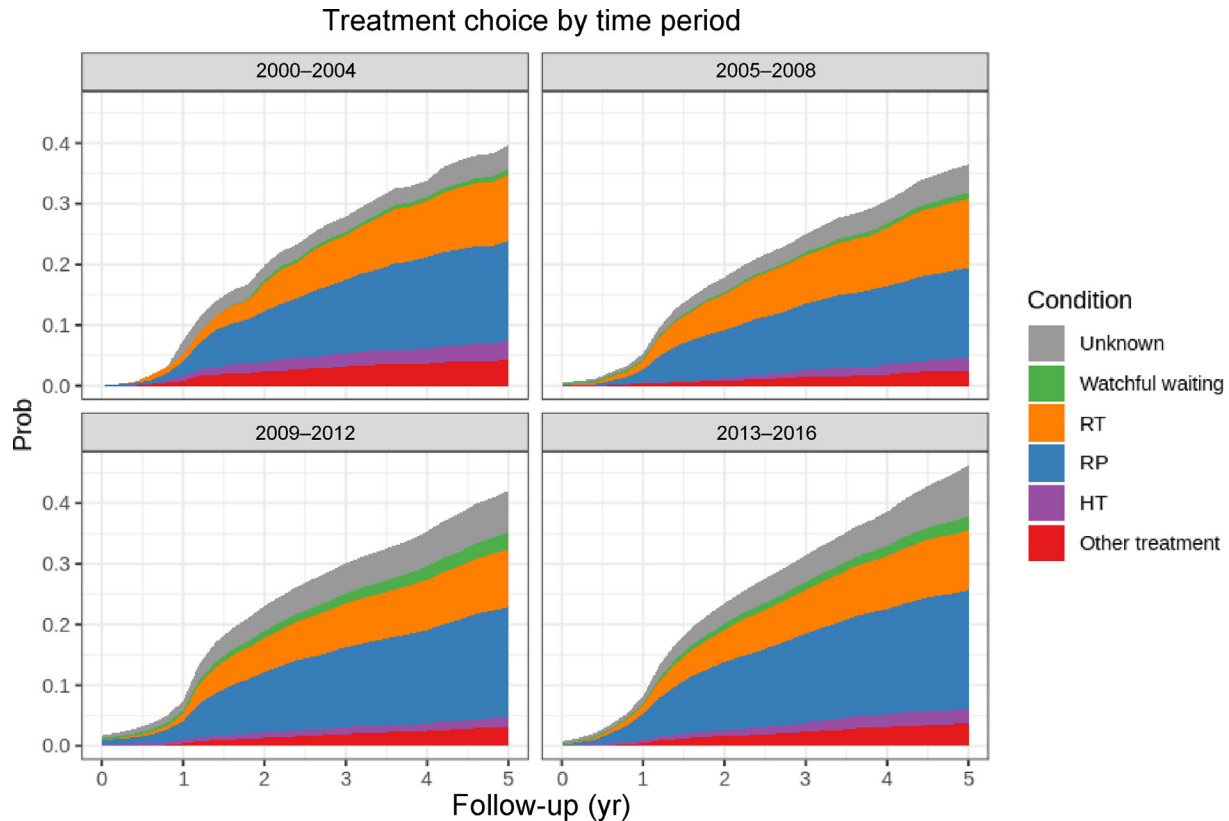 Treatment choice by time period
2000–2004
2005–2008
0.4
0.3
0.2
0.1
0.0
2009–2012
2013–2016
0.4
0.3
0.2
0.1
0.0
0 1 2 3 4 5
0 1 2 3 4 5
Prob
Follow-up (yr)
Condition
Unknown
Watchful waiting
RT
RP
HT
Other treatment